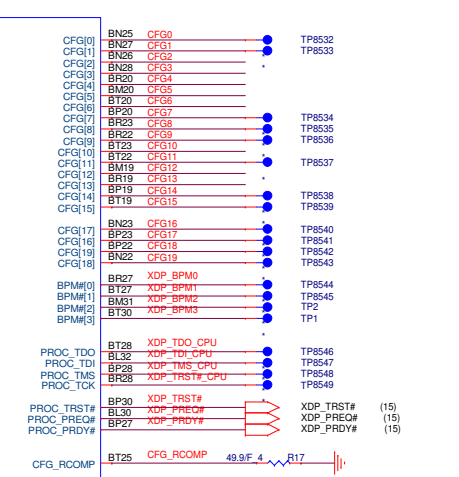 CFG[0] BN25 CFG0 TP8532
CFG[1] BN27 CFG1 TP8533
CFG[2] BN26 CFG2
CFG[3] BN28 CFG3
CFG[4] BR20 CFG4
CFG[5] BM20 CFG5
CFG[6] BT20 CFG6
CFG[7] BP20 CFG7 TP8534
CFG[8] BR23 CFG8 TP8535
CFG[9] BR22 CFG9 TP8536
CFG[10] BT23 CFG10
CFG[11] BT22 CFG11 TP8537
CFG[12] BM19 CFG12
CFG[13] BR19 CFG13
CFG[14] BP19 CFG14 TP8538
CFG[15] BT19 CFG15 TP8539
CFG[17] BN23 CFG16 TP8540
CFG[16] BP23 CFG17 TP8541
CFG[19] BP22 CFG18 TP8542
CFG[18] BN22 CFG19 TP8543
BPM#[0] BR27 XDP_BPM0 TP8544
BPM#[1] BT27 XDP_BPM1 TP8545
BPM#[2] BM31 XDP_BPM2 TP2
BPM#[3] BT30 XDP_BPM3 TP1
PROC_TDO BT28 XDP_TDO_CPU TP8546
PROC_TDI BL32 XDP_TDI_CPU TP8547
PROC_TMS BP28 XDP_TMS_CPU TP8548
PROC_TCK BR28 XDP_TRST#_CPU TP8549
PROC_TRST# BP30 XDP_TRST# XDP_TRST# (15)
PROC_PREQ# BL30 XDP_PREQ# XDP_PREQ# (15)
PROC_PRDY# BP27 XDP_PRDY# XDP_PRDY# (15)
CFG_RCOMP BT25 CFG_RCOMP 49.9/F_4 R17